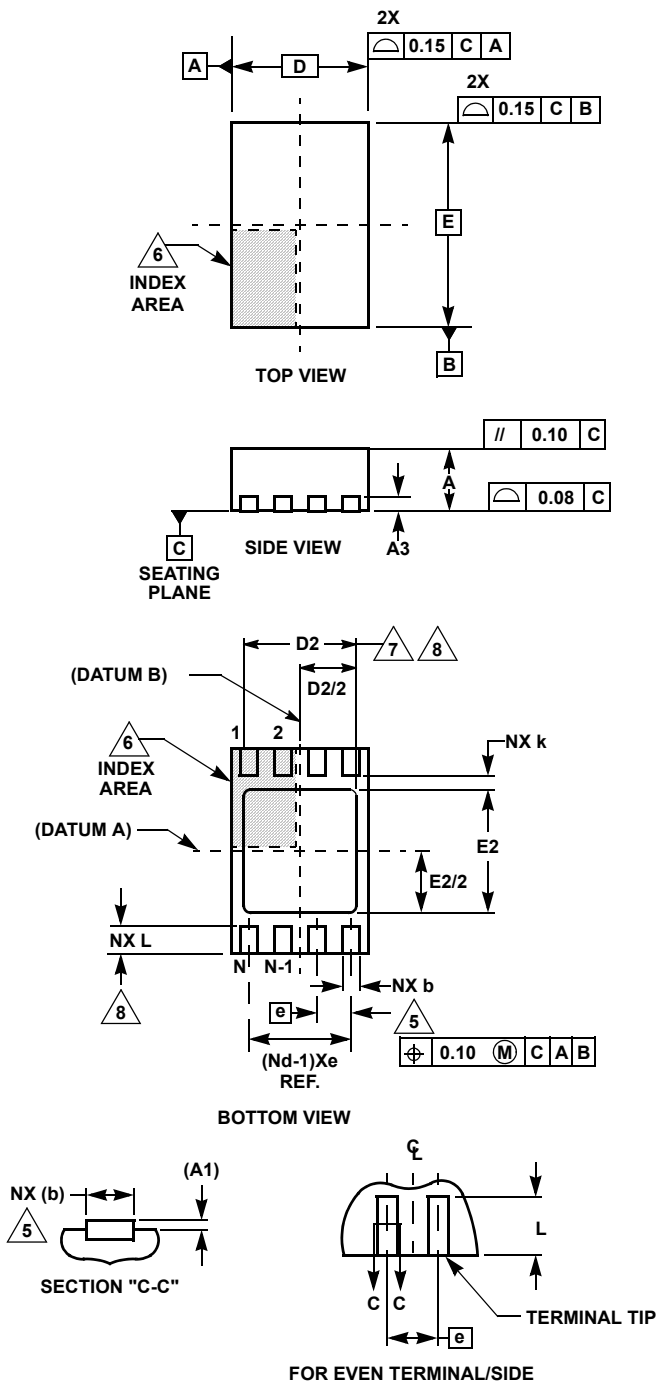 2X
⌓ 0.15 C A
A
D
2X
⌓ 0.15 C B
E
6
INDEX
AREA
B
TOP VIEW
// 0.10 C
A
⌓ 0.08 C
C
SIDE VIEW
A3
SEATING
PLANE
D2
7 8
(DATUM B)
D2/2
1 2
6
INDEX
AREA
NX k
(DATUM A)
E2
E2/2
NX L
N N-1
NX b
8
e
5
(Nd-1)Xe
REF.
⌖ 0.10 Ⓜ C A B
BOTTOM VIEW
(A1)
NX (b)
5
SECTION "C-C"
℄
L
C C
TERMINAL TIP
e
FOR EVEN TERMINAL/SIDE